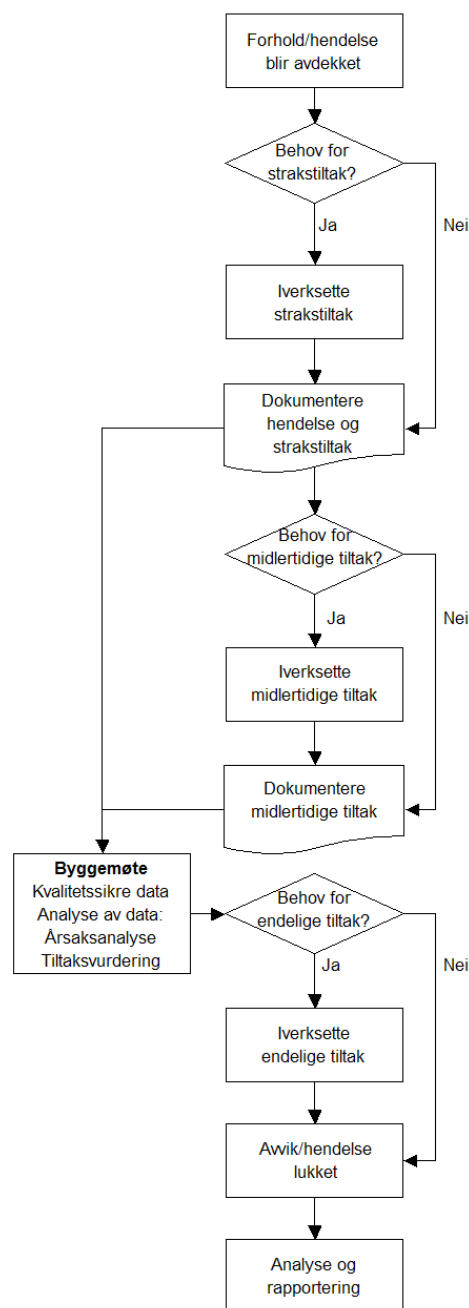 Forhold/hendelse
blir avdekket
Behov for
strakstiltak?
Ja
Nei
Iverksette
strakstiltak
Dokumentere
hendelse og
strakstiltak
Behov for
midlertidige tiltak?
Ja
Nei
Iverksette
midlertidige tiltak
Dokumentere
midlertidige tiltak
Byggemøte
Kvalitetssikre data
Analyse av data:
Årsaksanalyse
Tiltaksvurdering
Behov for
endelige tiltak?
Ja
Nei
Iverksette
endelige tiltak
Avvik/hendelse
lukket
Analyse og
rapportering